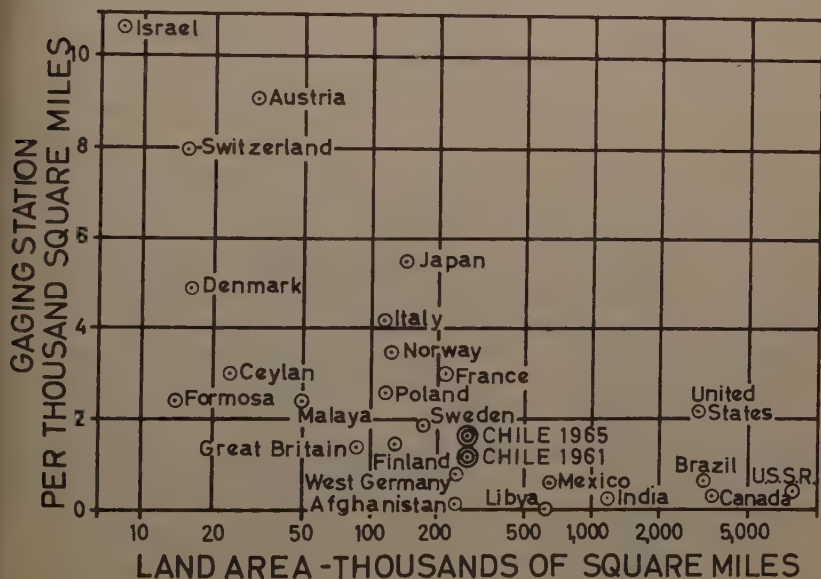 GAGING STATION
PER THOUSAND SQUARE MILES
10
8
6
4
2
0
Israel
Austria
Switzerland
Japan
Denmark
Italy
Norway
Ceylan
France
Formosa
Poland
Malaya
Sweden
United
States
CHILE 1965
Great Britain
Finland
CHILE 1961
West Germany
Mexico
Brazil
U.S.S.R.
Afghanistan
Libya
India
Canada
10 20 50 100 200 500 1,000 2,000 5,000
LAND AREA - THOUSANDS OF SQUARE MILES